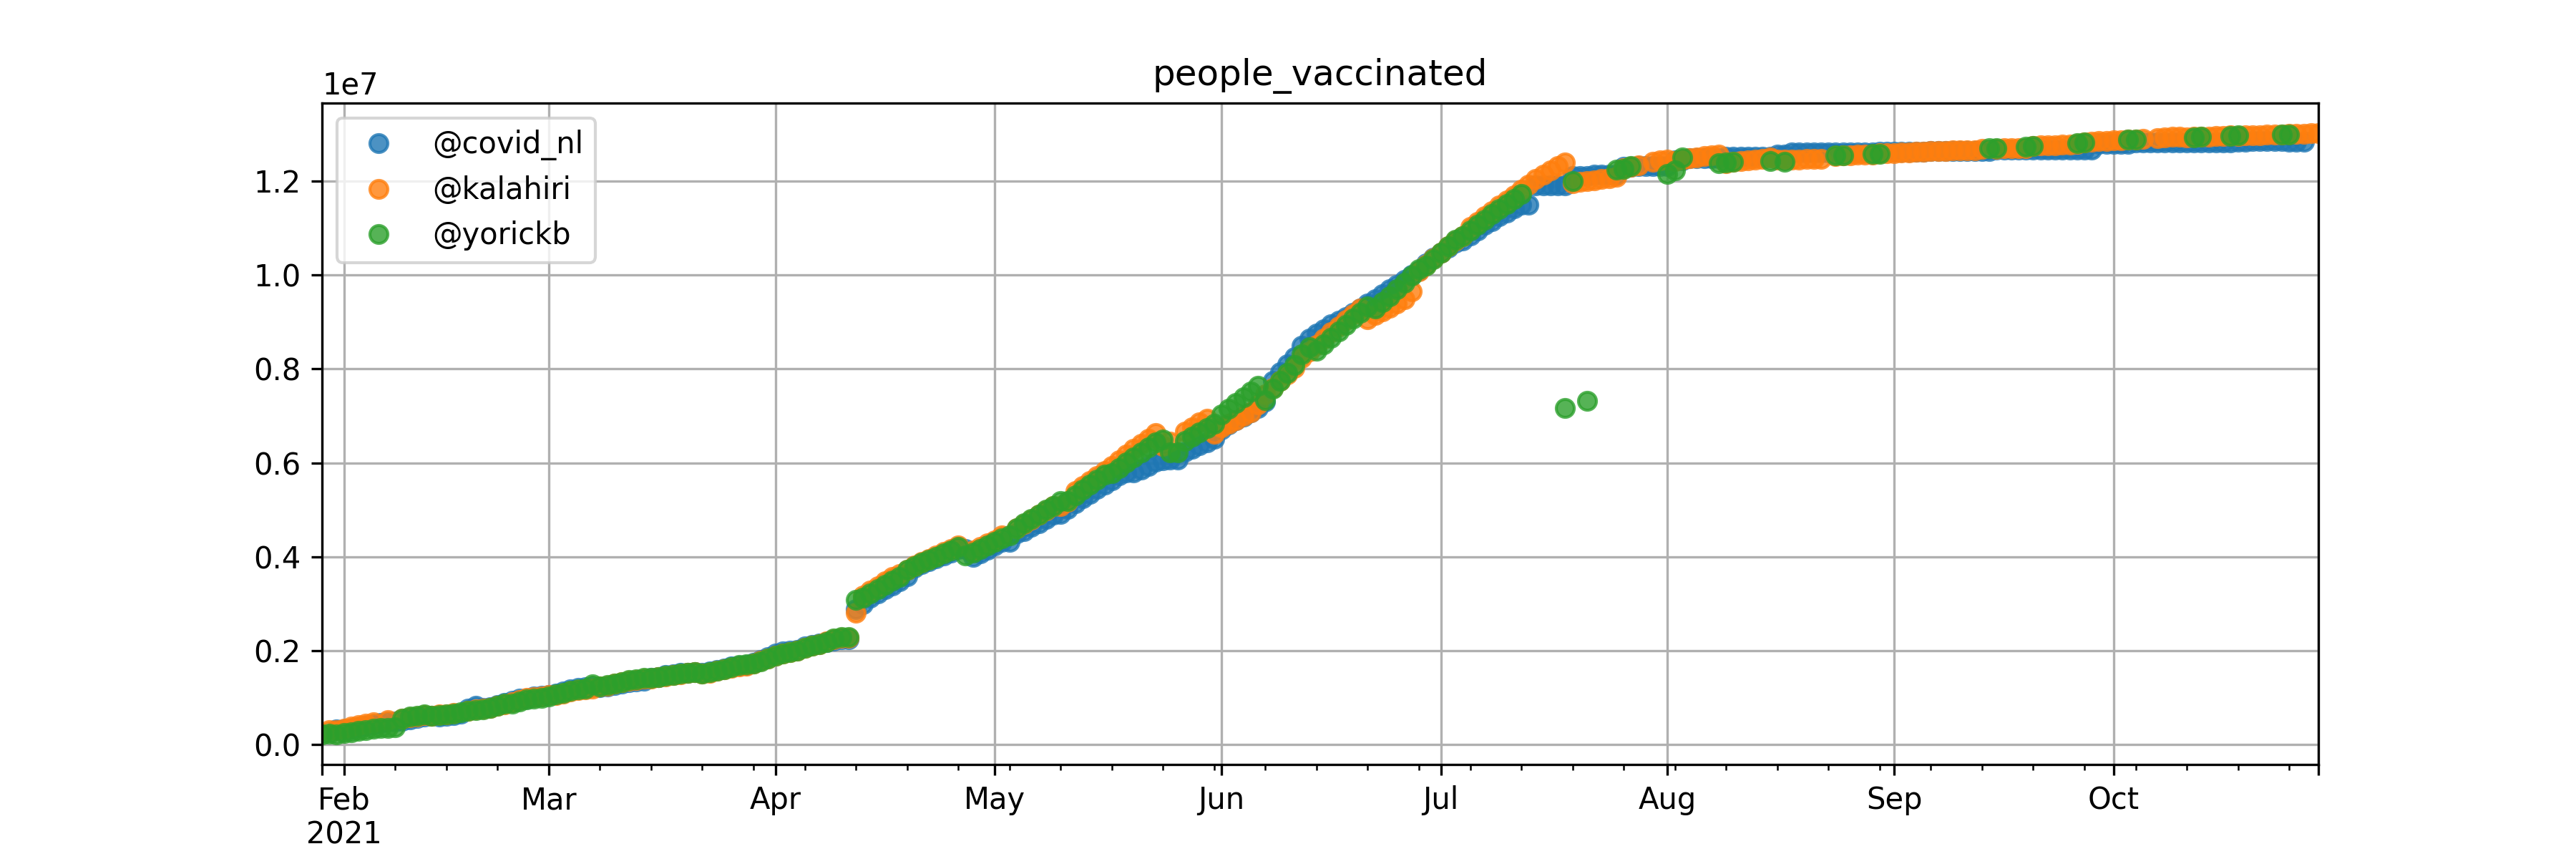 people_vaccinated
1e7
@covid_nl
@kalahiri
@yorickb
1.2
1.0
0.8
0.6
0.4
0.2
0.0
Feb Mar Apr May Jun Jul Aug Sep Oct
2021